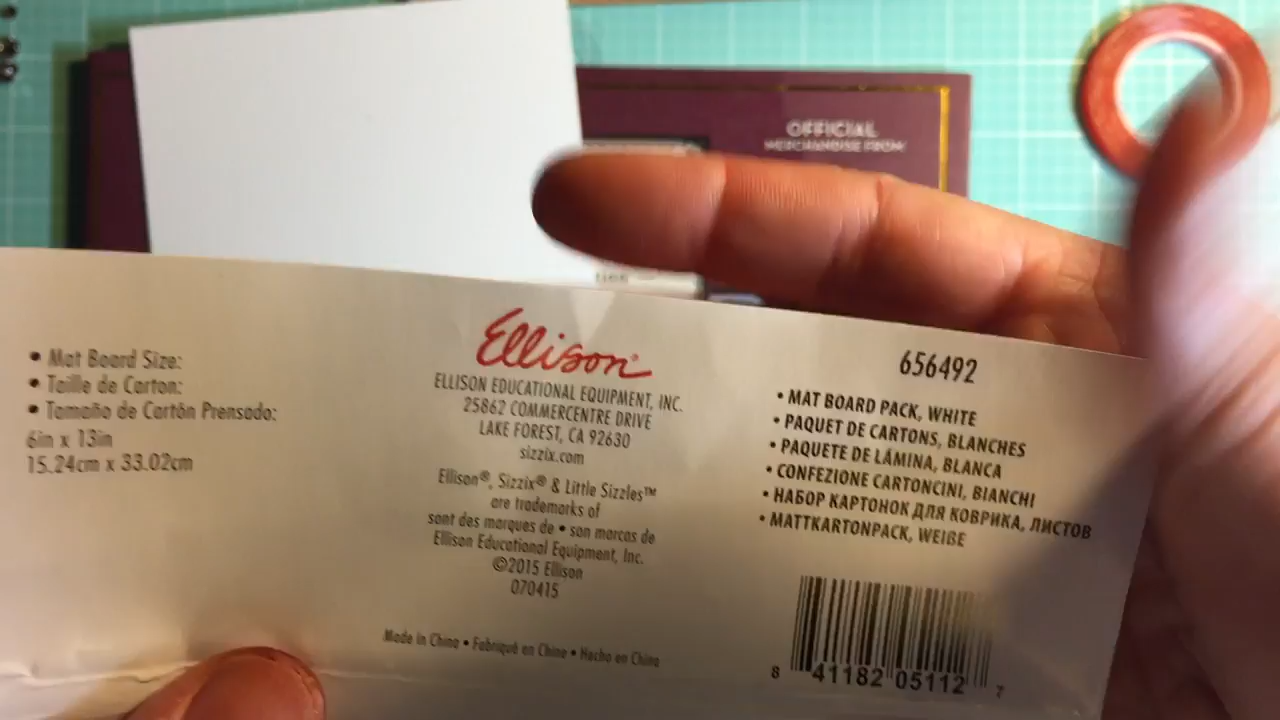 OFFICIAL
MERCHANDISE FROM
• Mat Board Size:
• Taille de Carton:
• Tamaño de Cartón Prensado:
6in x 13in
15.24cm x 33.02cm
Ellison®
ELLISON EDUCATIONAL EQUIPMENT, INC.
25862 COMMERCENTRE DRIVE
LAKE FOREST, CA 92630
sizzix.com
Ellison®, Sizzix® & Little Sizzles™
are trademarks of
sont des marques de • son marcas de
Ellison Educational Equipment, Inc.
©2015 Ellison
070415
Made in China • Fabriqué en Chine • Hecho en China
656492
• MAT BOARD PACK, WHITE
• PAQUET DE CARTONS, BLANCHES
• PAQUETE DE LÁMINA, BLANCA
• CONFEZIONE CARTONCINI, BIANCHI
• НАБОР КАРТОНОК ДЛЯ КОВРИКА, ЛИСТОВ
• MATTKARTONPACK, WEIßE
8 41182 05112 7